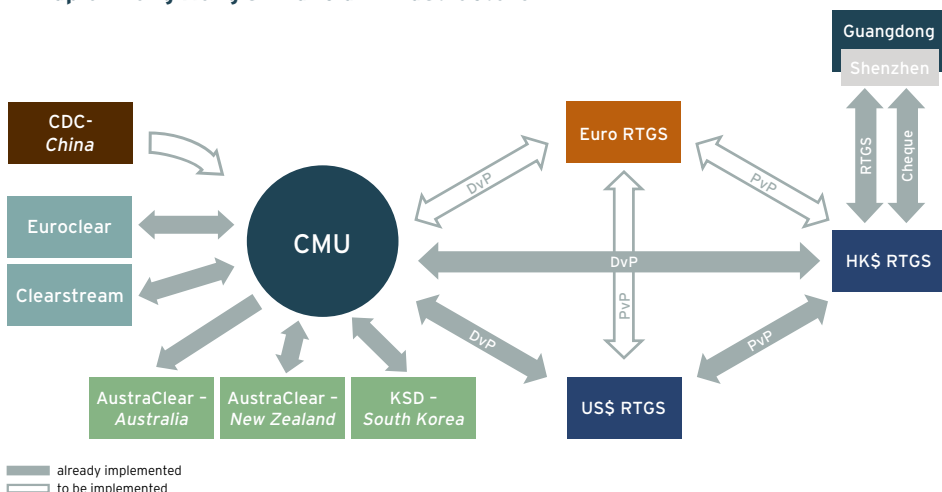 Guangdong
Shenzhen
CDC-
China
Euro RTGS
RTGS
Cheque
DvP
PvP
Euroclear
CMU
DvP
HK$ RTGS
Clearstream
PvP
DvP
PvP
AustraClear –
Australia
AustraClear –
New Zealand
KSD –
South Korea
US$ RTGS
already implemented
to be implemented